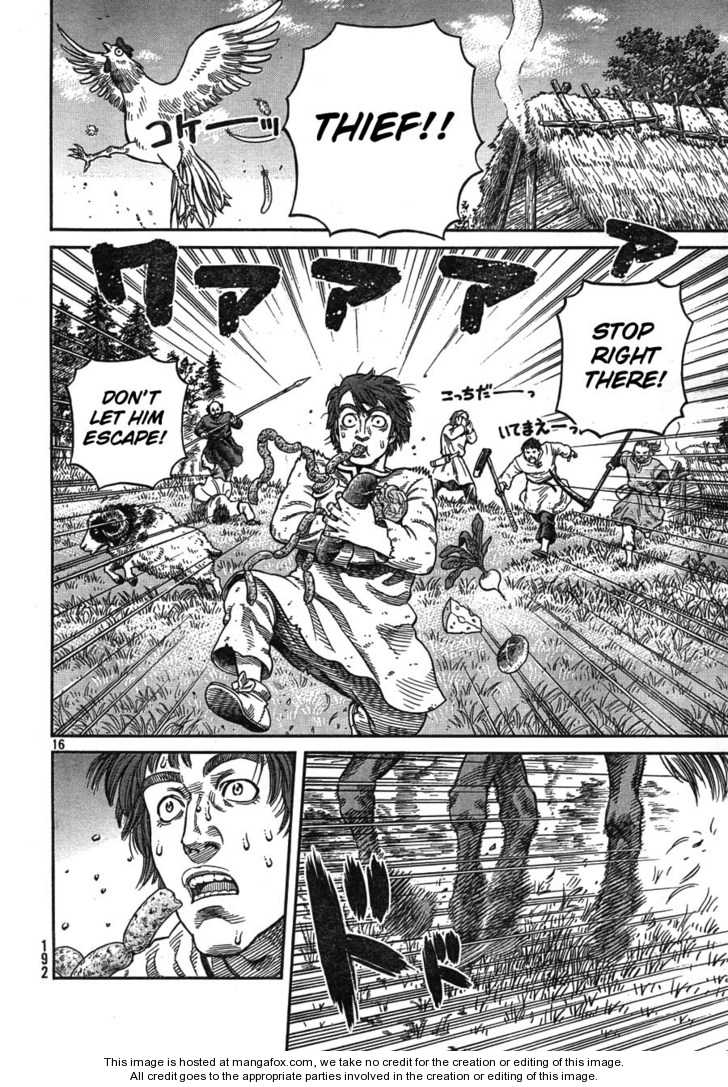 THIEF!!
コケーーッ
ワアアアア
STOP
RIGHT
THERE!
DON'T
LET HIM
ESCAPE!
こっちだーーっ
いてまえーっ
16
ドド
192
This image is hosted at mangafox.com, we take no credit for the creation or editing of this image.
All credit goes to the appropriate parties involved in the creation or editing of this image.